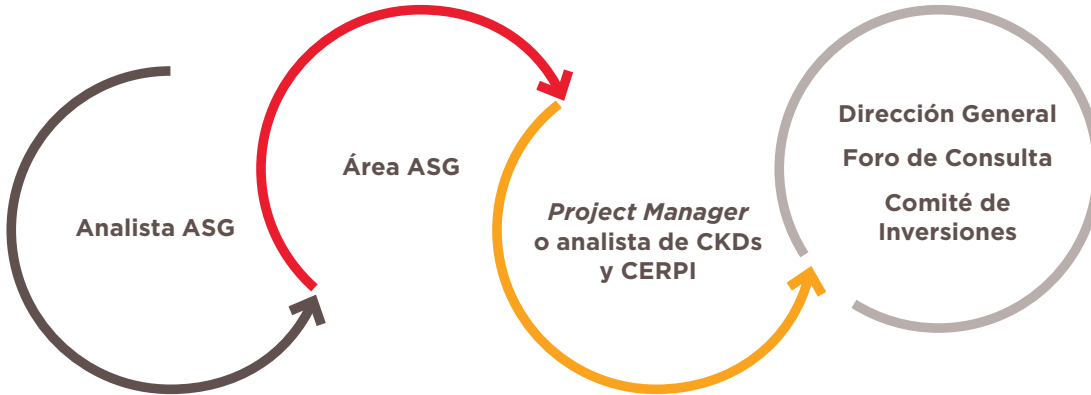 Analista ASG
Área ASG
Project Manager
o analista de CKDs
y CERPI
Dirección General
Foro de Consulta
Comité de
Inversiones